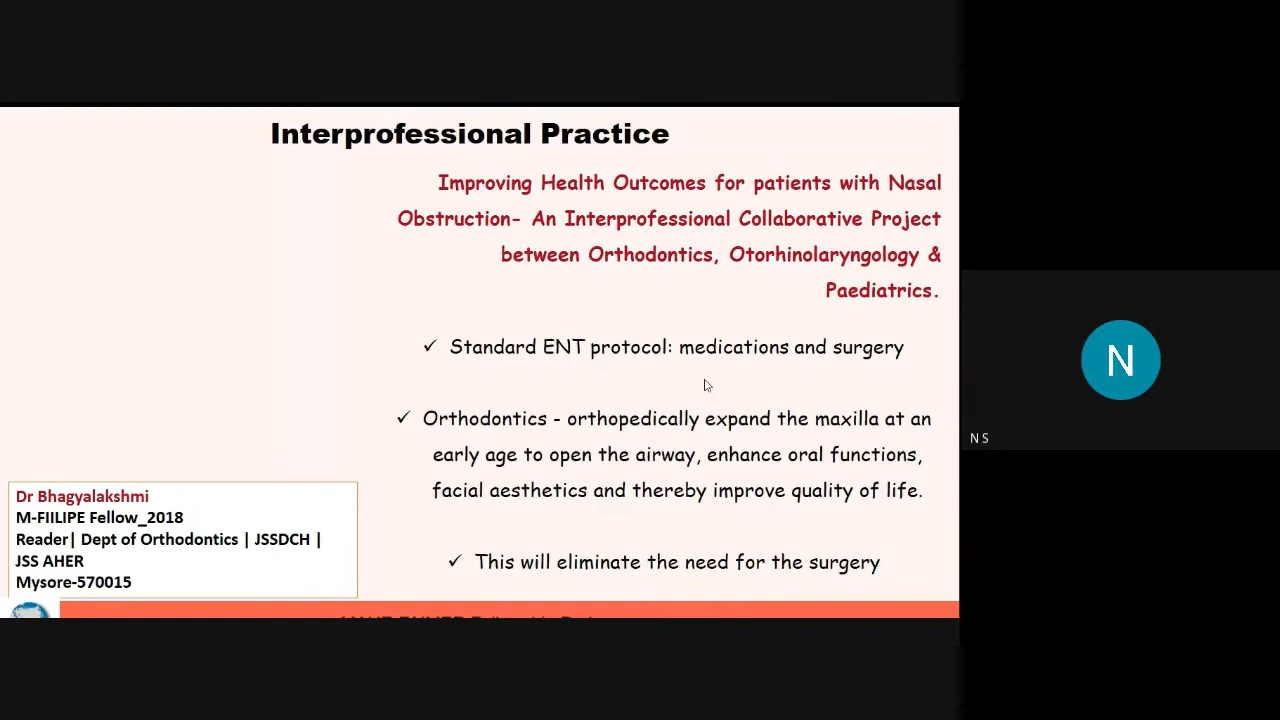 Interprofessional Practice
Improving Health Outcomes for patients with Nasal
Obstruction- An Interprofessional Collaborative Project
between Orthodontics, Otorhinolaryngology &
Paediatrics.
✓ Standard ENT protocol: medications and surgery
✓ Orthodontics - orthopedically expand the maxilla at an
early age to open the airway, enhance oral functions,
facial aesthetics and thereby improve quality of life.
✓ This will eliminate the need for the surgery
Dr Bhagyalakshmi
M-FIILIPE Fellow_2018
Reader| Dept of Orthodontics | JSSDCH |
JSS AHER
Mysore-570015
N
N S